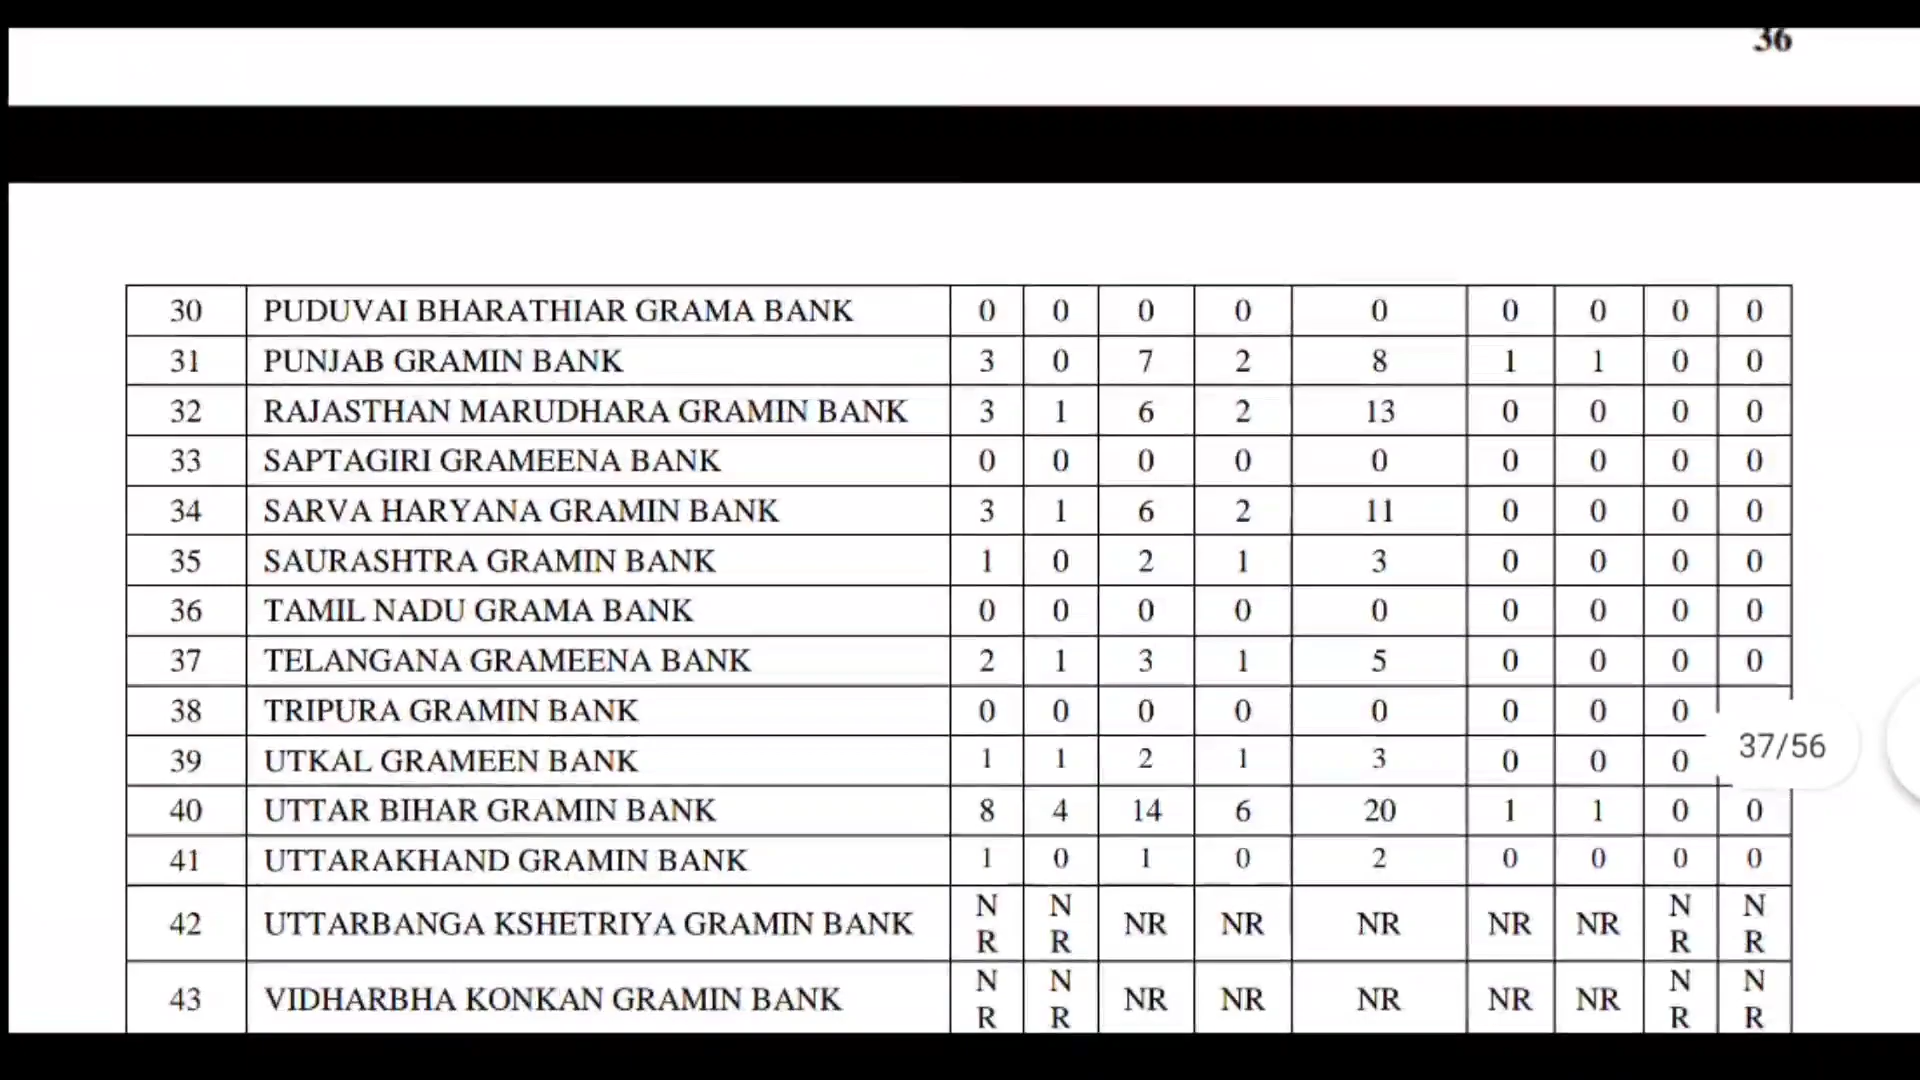 36
30 PUDUVAI BHARATHIAR GRAMA BANK 0 0 0 0 0 0 0 0 0
31 PUNJAB GRAMIN BANK 3 0 7 2 8 1 1 0 0
32 RAJASTHAN MARUDHARA GRAMIN BANK 3 1 6 2 13 0 0 0 0
33 SAPTAGIRI GRAMEENA BANK 0 0 0 0 0 0 0 0 0
34 SARVA HARYANA GRAMIN BANK 3 1 6 2 11 0 0 0 0
35 SAURASHTRA GRAMIN BANK 1 0 2 1 3 0 0 0 0
36 TAMIL NADU GRAMA BANK 0 0 0 0 0 0 0 0 0
37 TELANGANA GRAMEENA BANK 2 1 3 1 5 0 0 0 0
38 TRIPURA GRAMIN BANK 0 0 0 0 0 0 0 0
37/56
39 UTKAL GRAMEEN BANK 1 1 2 1 3 0 0 0
40 UTTAR BIHAR GRAMIN BANK 8 4 14 6 20 1 1 0 0
41 UTTARAKHAND GRAMIN BANK 1 0 1 0 2 0 0 0 0
42 UTTARBANGA KSHETRIYA GRAMIN BANK NR NR NR NR NR NR NR NR NR
43 VIDHARBHA KONKAN GRAMIN BANK NR NR NR NR NR NR NR NR NR